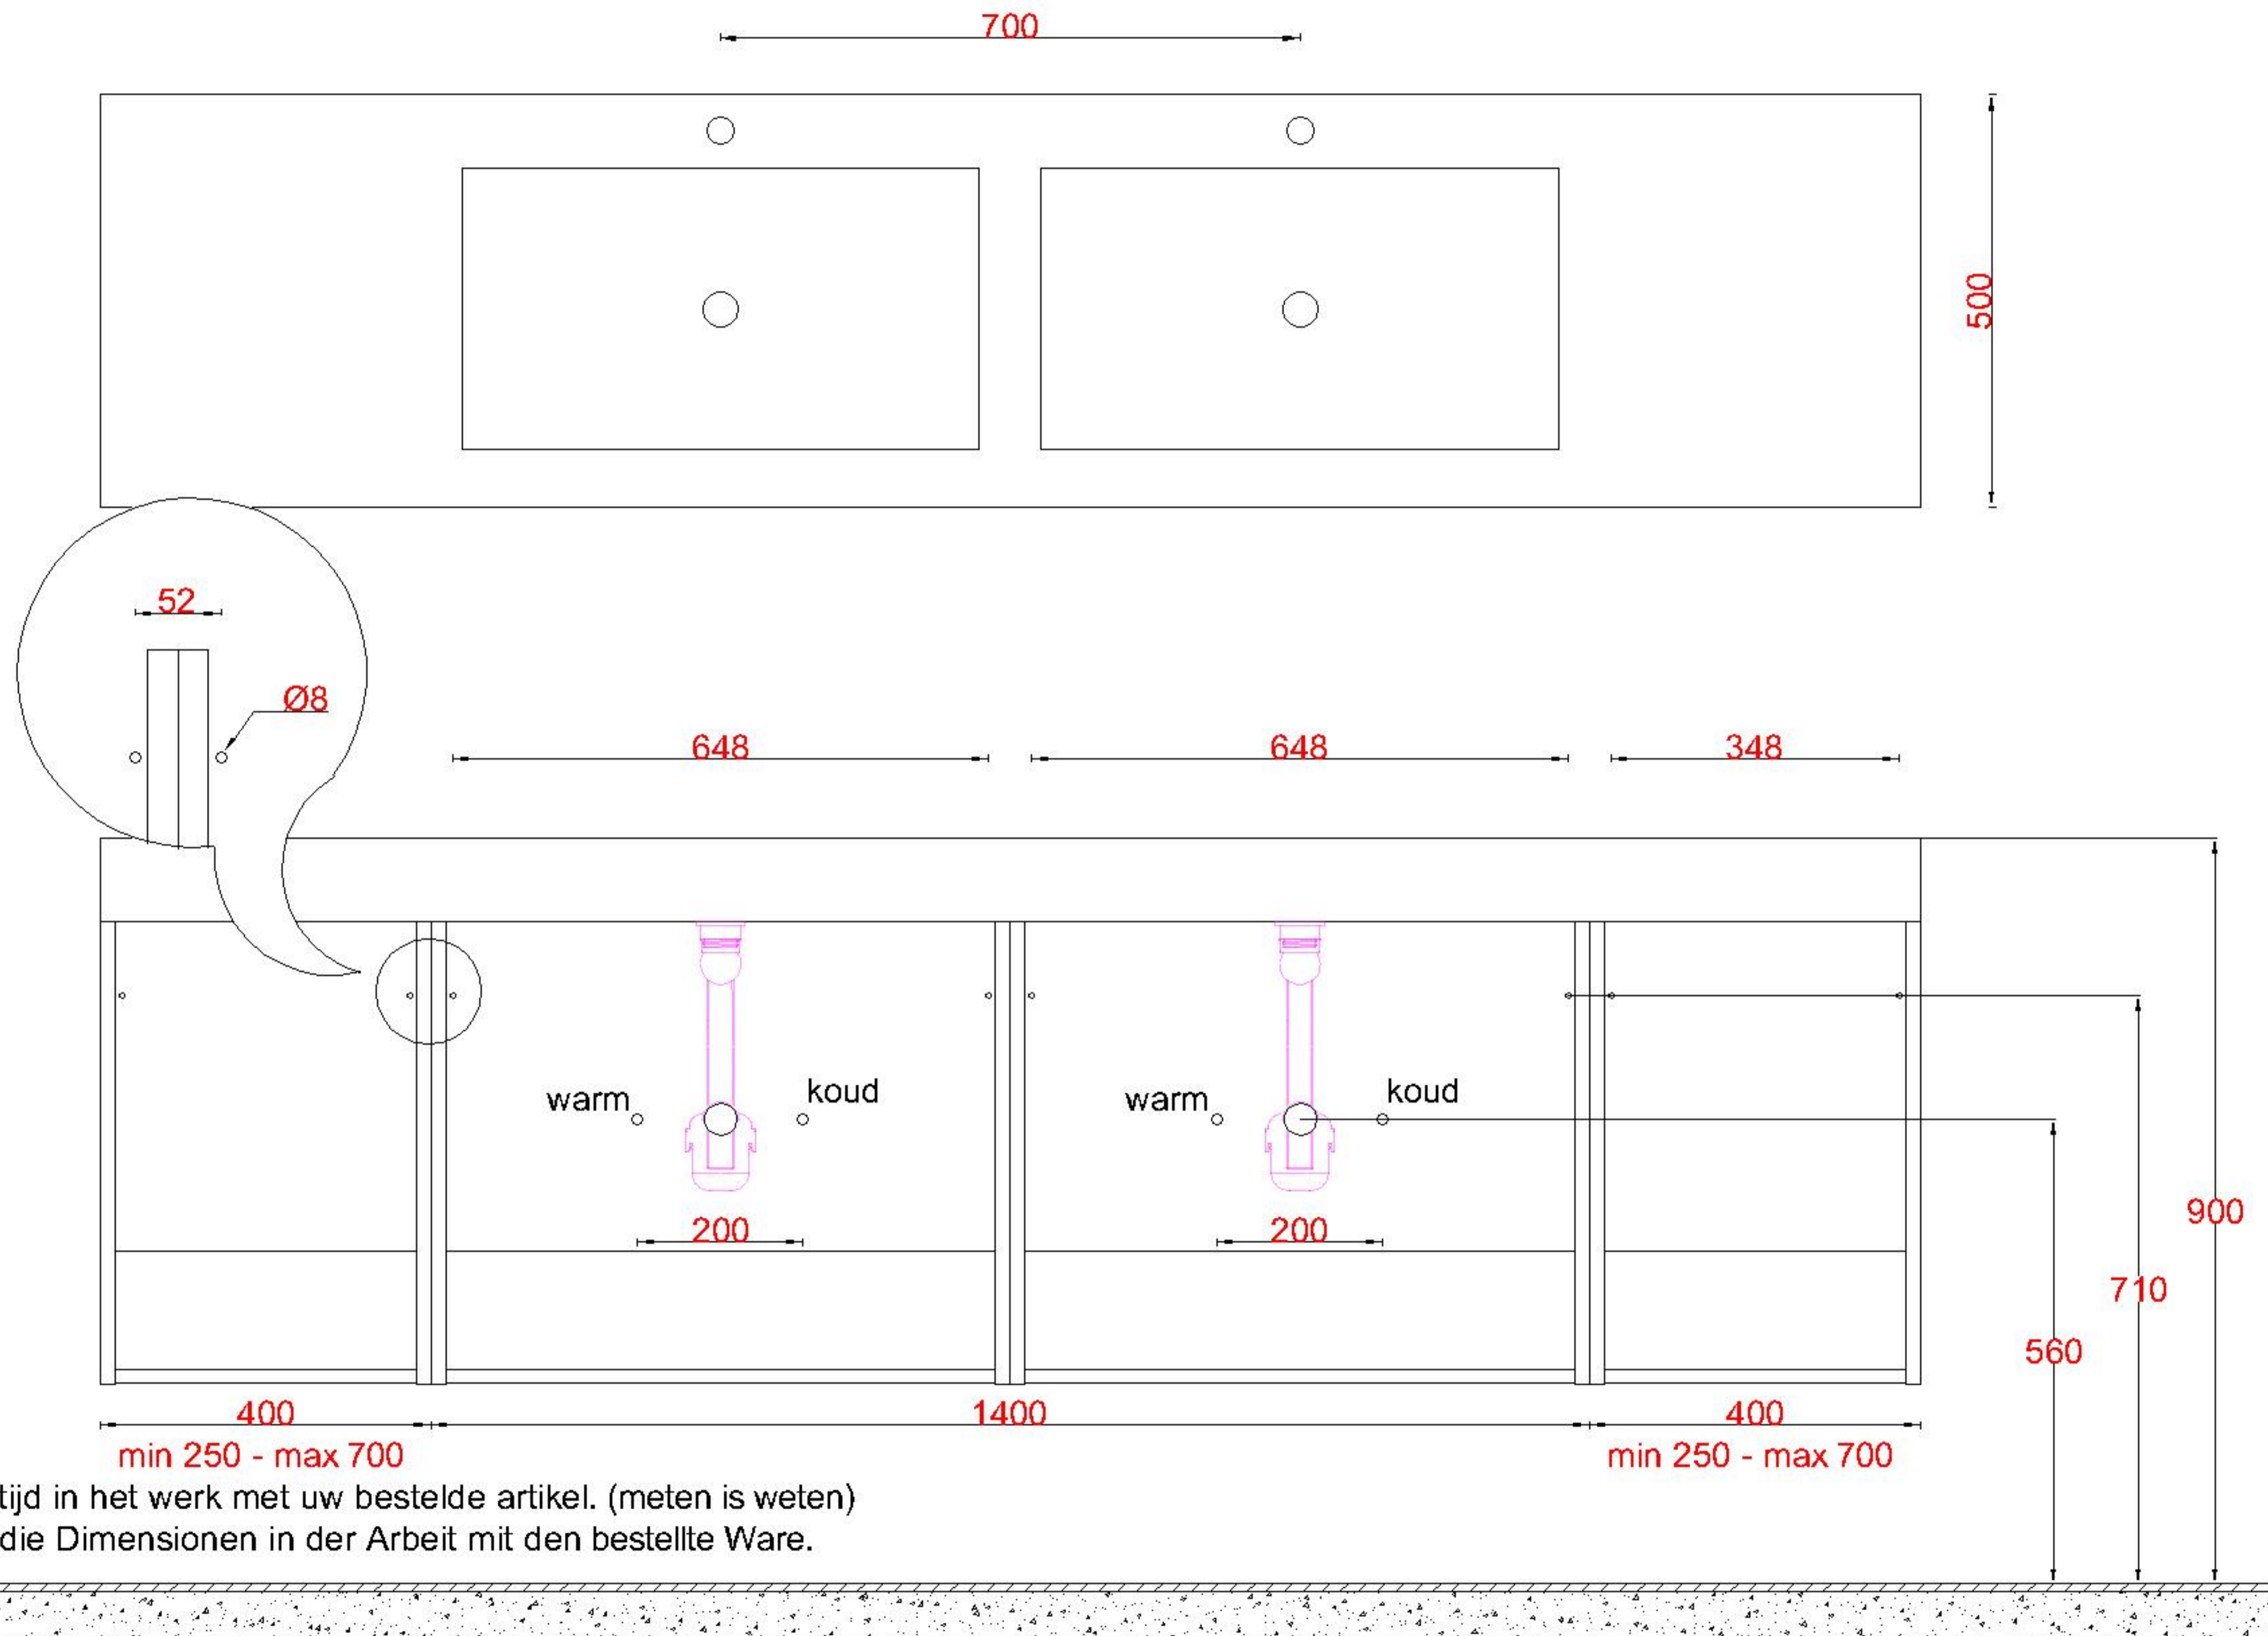 700
500
52
Ø8
648
648
348
warm
koud
warm
koud
200
200
900
710
560
400
1400
400
min 250 - max 700
min 250 - max 700
tijd in het werk met uw bestelde artikel. (meten is weten)
die Dimensionen in der Arbeit mit den bestellte Ware.